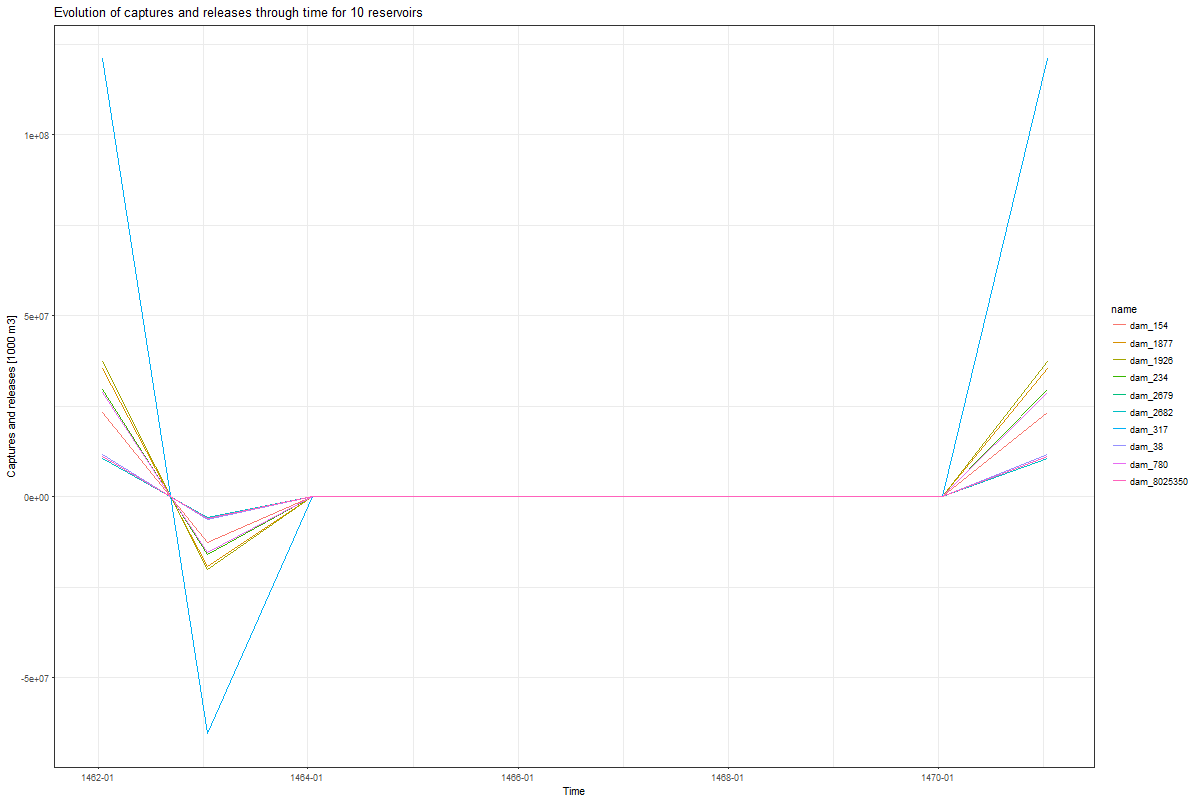 Evolution of captures and releases through time for 10 reservoirs
Captures and releases [1000 m3]
1e+08
5e+07
0e+00
-5e+07
1462-01
1464-01
1466-01
1468-01
1470-01
Time
name
dam_154
dam_1877
dam_1926
dam_234
dam_2679
dam_2682
dam_317
dam_38
dam_780
dam_8025350